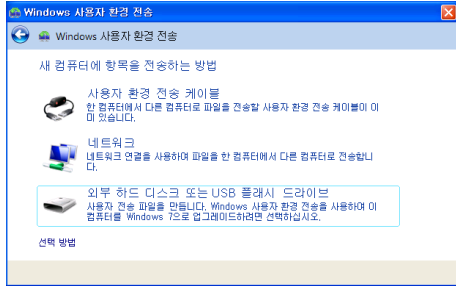 Windows 사용자 환경 전송
Windows 사용자 환경 전송
새 컴퓨터에 항목을 전송하는 방법
사용자 환경 전송 케이블
한 컴퓨터에서 다른 컴퓨터로 파일을 전송할 사용자 환경 전송 케이블이 이
미 있습니다.
네트워크
네트워크 연결을 사용하여 파일을 한 컴퓨터에서 다른 컴퓨터로 전송합니
다.
외부 하드 디스크 또는 USB 플래시 드라이브
사용자 전송 파일을 만듭니다. Windows 사용자 환경 전송을 사용하여 이
컴퓨터를 Windows 7으로 업그레이드하려면 선택하십시오.
선택 방법